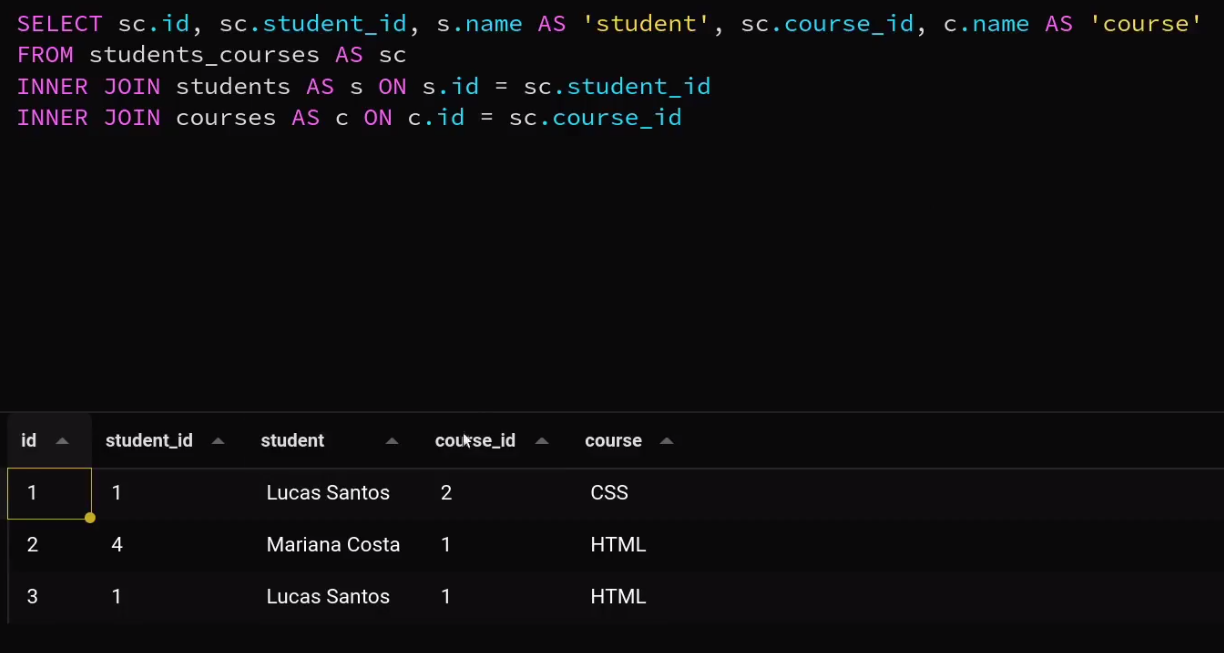 SELECT sc.id, sc.student_id, s.name AS 'student', sc.course_id, c.name AS 'course'
FROM students_courses AS sc
INNER JOIN students AS s ON s.id = sc.student_id
INNER JOIN courses AS c ON c.id = sc.course_id
id student_id student course_id course
1 1 Lucas Santos 2 CSS
2 4 Mariana Costa 1 HTML
3 1 Lucas Santos 1 HTML